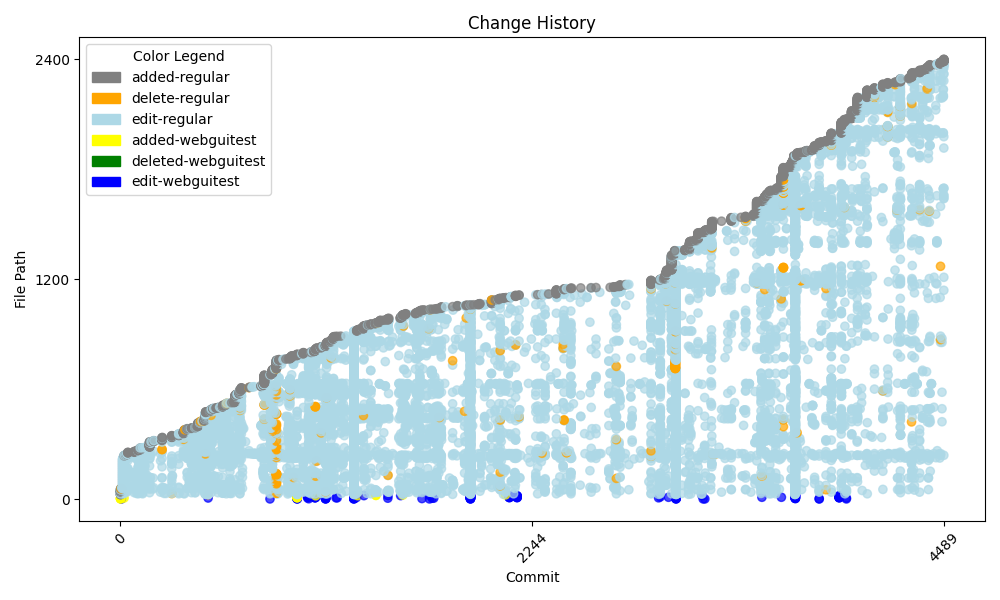 Change History
Color Legend
added-regular
delete-regular
edit-regular
added-webguitest
deleted-webguitest
edit-webguitest
File Path
2400
1200
0
0
2244
4489
Commit